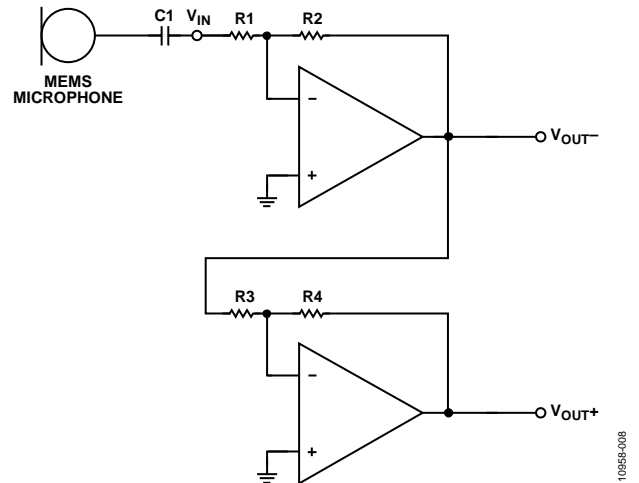 C1 V_IN R1 R2
MEMS
MICROPHONE
−
+
V_OUT−
R3 R4
−
+
V_OUT+
10958-008